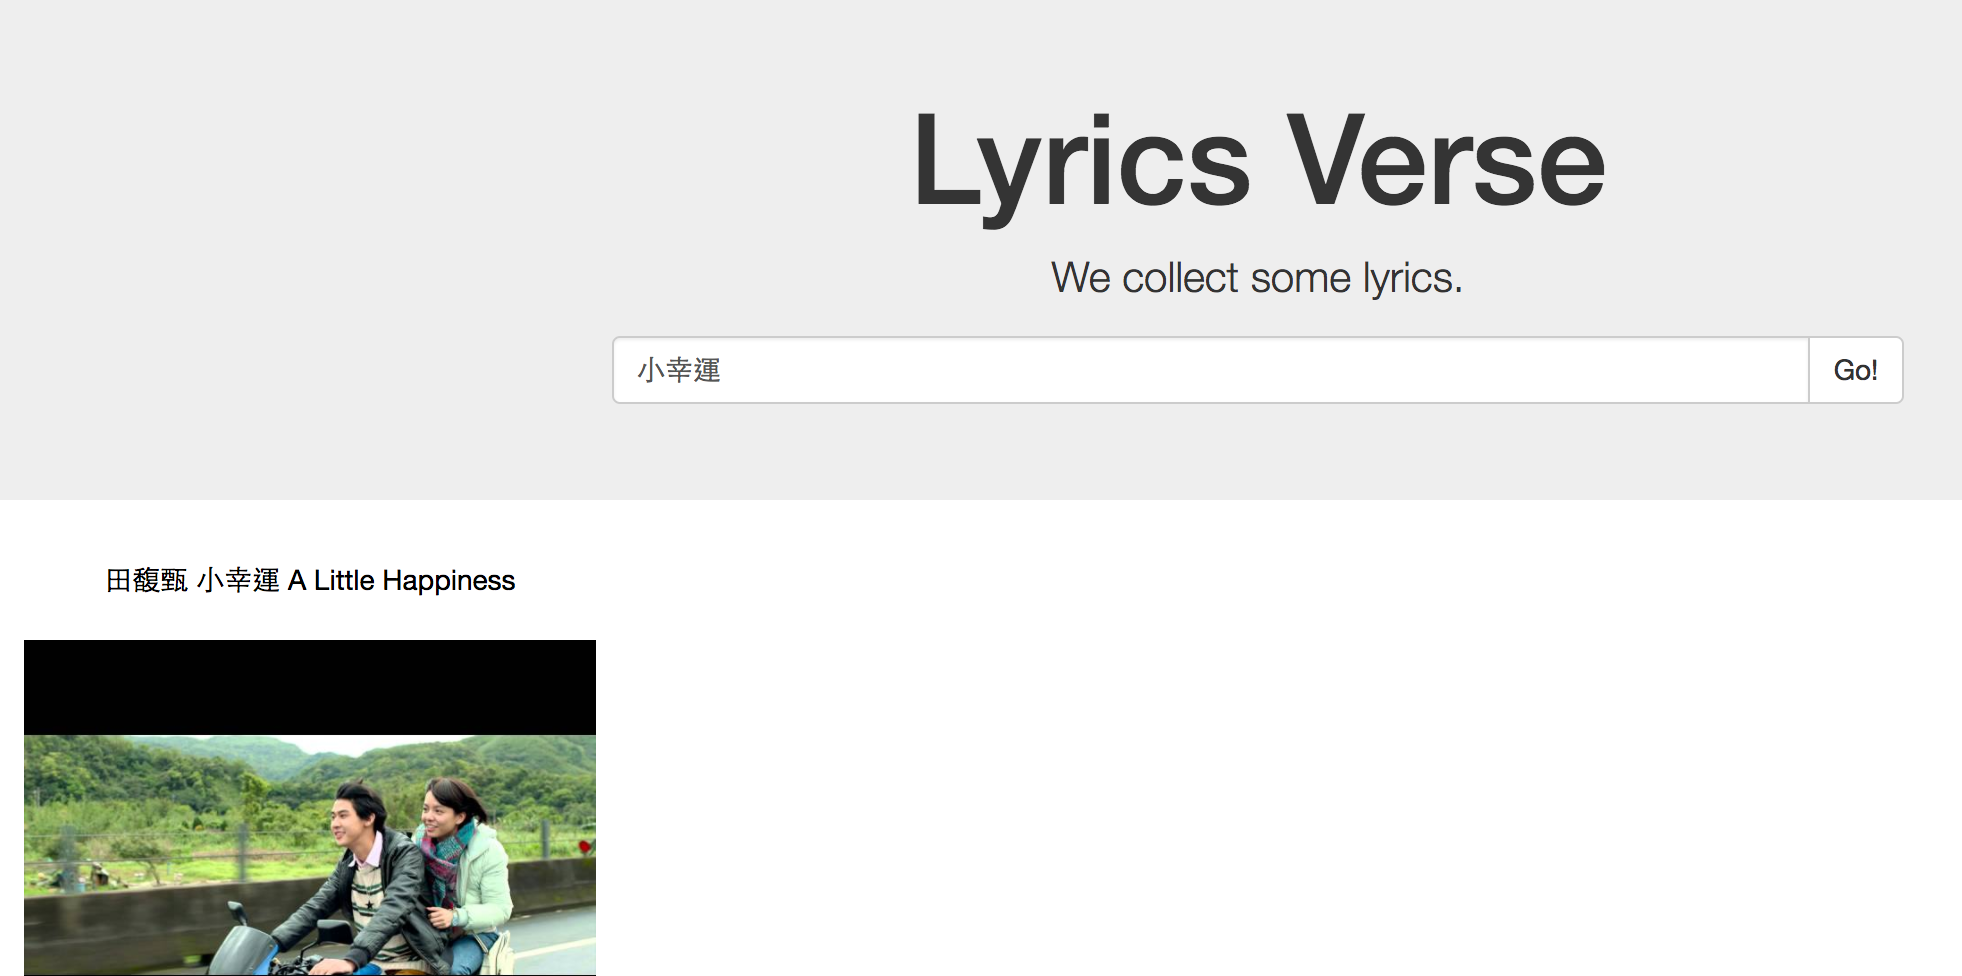 Lyrics Verse
We collect some lyrics.
小幸運
Go!
田馥甄 小幸運 A Little Happiness